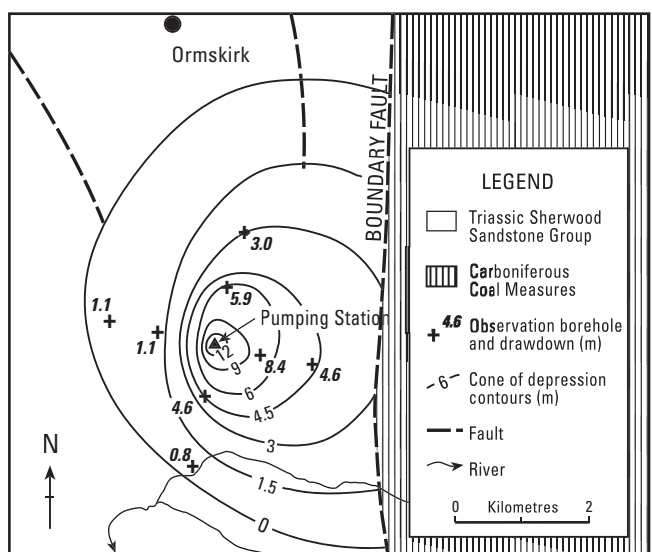 Ormskirk
BOUNDARY FAULT
3.0
5.9
1.1
1.1
Pumping Station
12
9
8.4
4.6
6
4.6
4.5
3
0.8
1.5
0
N
LEGEND
Triassic Sherwood
Sandstone Group
Carboniferous
Coal Measures
4.6 Observation borehole
and drawdown (m)
6 Cone of depression
contours (m)
Fault
River
0 Kilometres 2